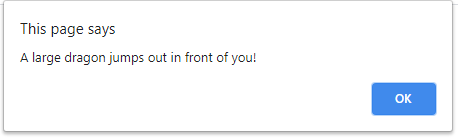 This page says
A large dragon jumps out in front of you!
OK